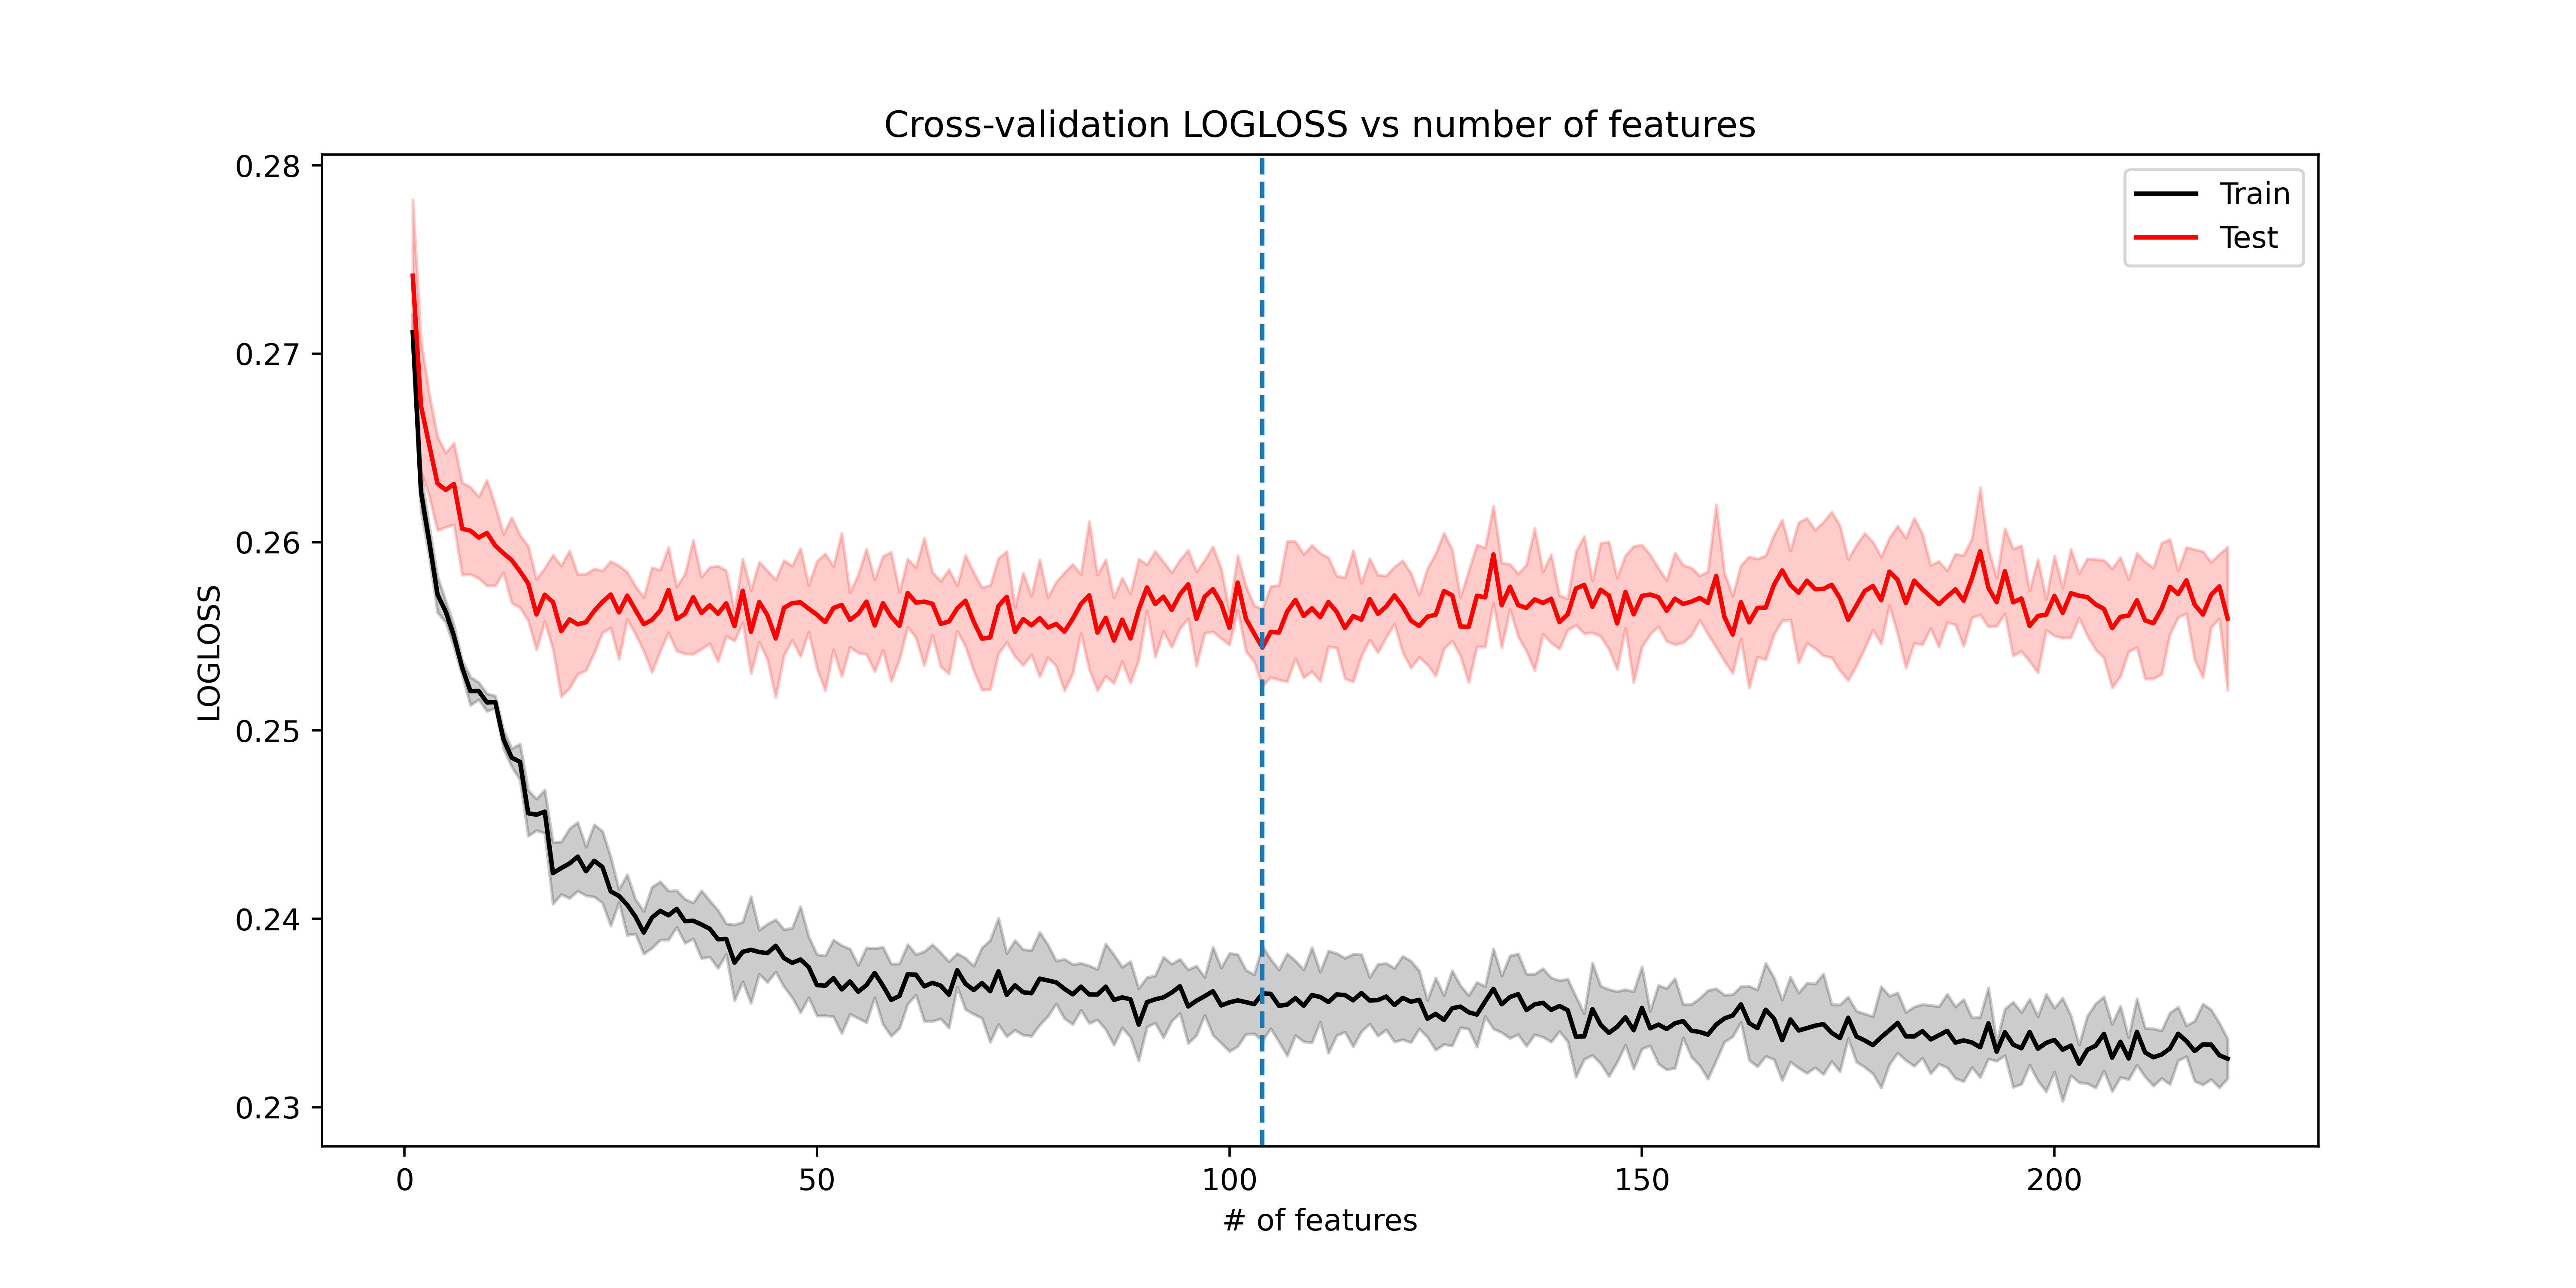 Cross-validation LOGLOSS vs number of features
Train
Test
0.28
0.27
0.26
0.25
0.24
0.23
LOGLOSS
0 50 100 150 200
# of features